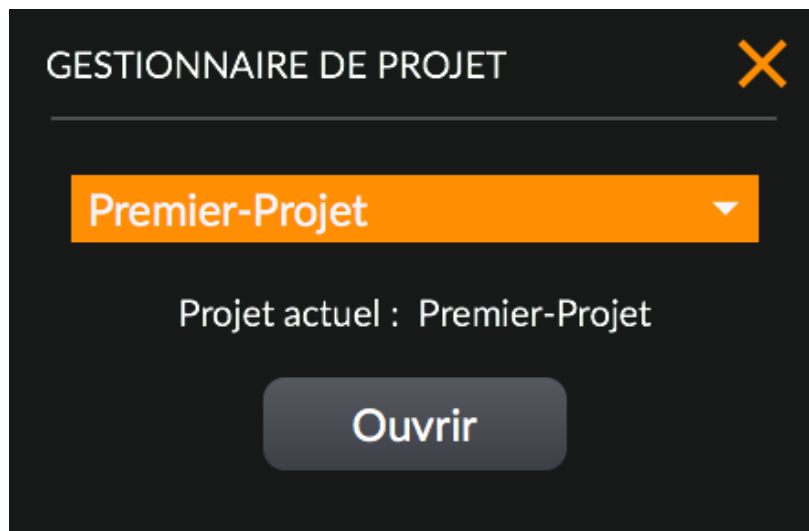 GESTIONNAIRE DE PROJET
Premier-Projet
Projet actuel : Premier-Projet
Ouvrir